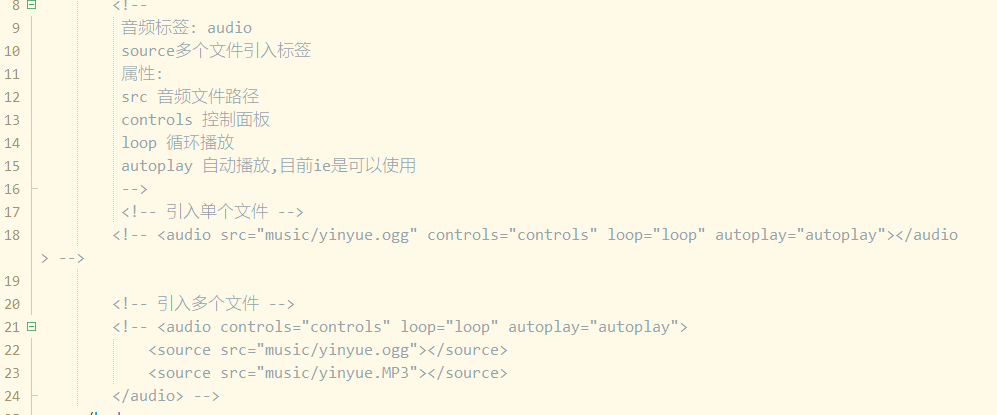 8 <!--
9 音频标签: audio
10 source多个文件引入标签
11 属性:
12 src 音频文件路径
13 controls 控制面板
14 loop 循环播放
15 autoplay 自动播放,目前ie是可以使用
16 -->
17 <!-- 引入单个文件 -->
18 <!-- <audio src="music/yinyue.ogg" controls="controls" loop="loop" autoplay="autoplay"></audio
> -->
19
20 <!-- 引入多个文件 -->
21 <!-- <audio controls="controls" loop="loop" autoplay="autoplay">
22 <source src="music/yinyue.ogg"></source>
23 <source src="music/yinyue.MP3"></source>
24 </audio> -->